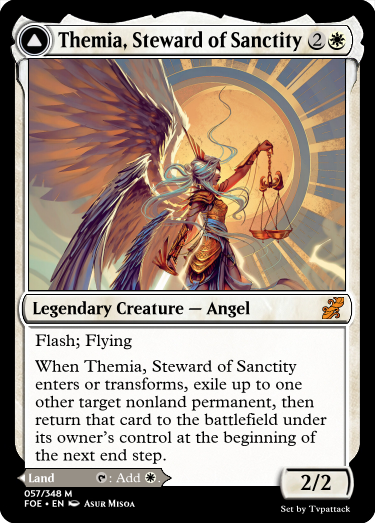 Themia, Steward of Sanctity 2
Legendary Creature — Angel
Flash; Flying
When Themia, Steward of Sanctity
enters or transforms, exile up to one
other target nonland permanent, then
return that card to the battlefield under
its owner's control at the beginning of
the next end step.
Land : Add .
2/2
057/348 M
FOE • EN Asur Misoa
Set by Tvpattack